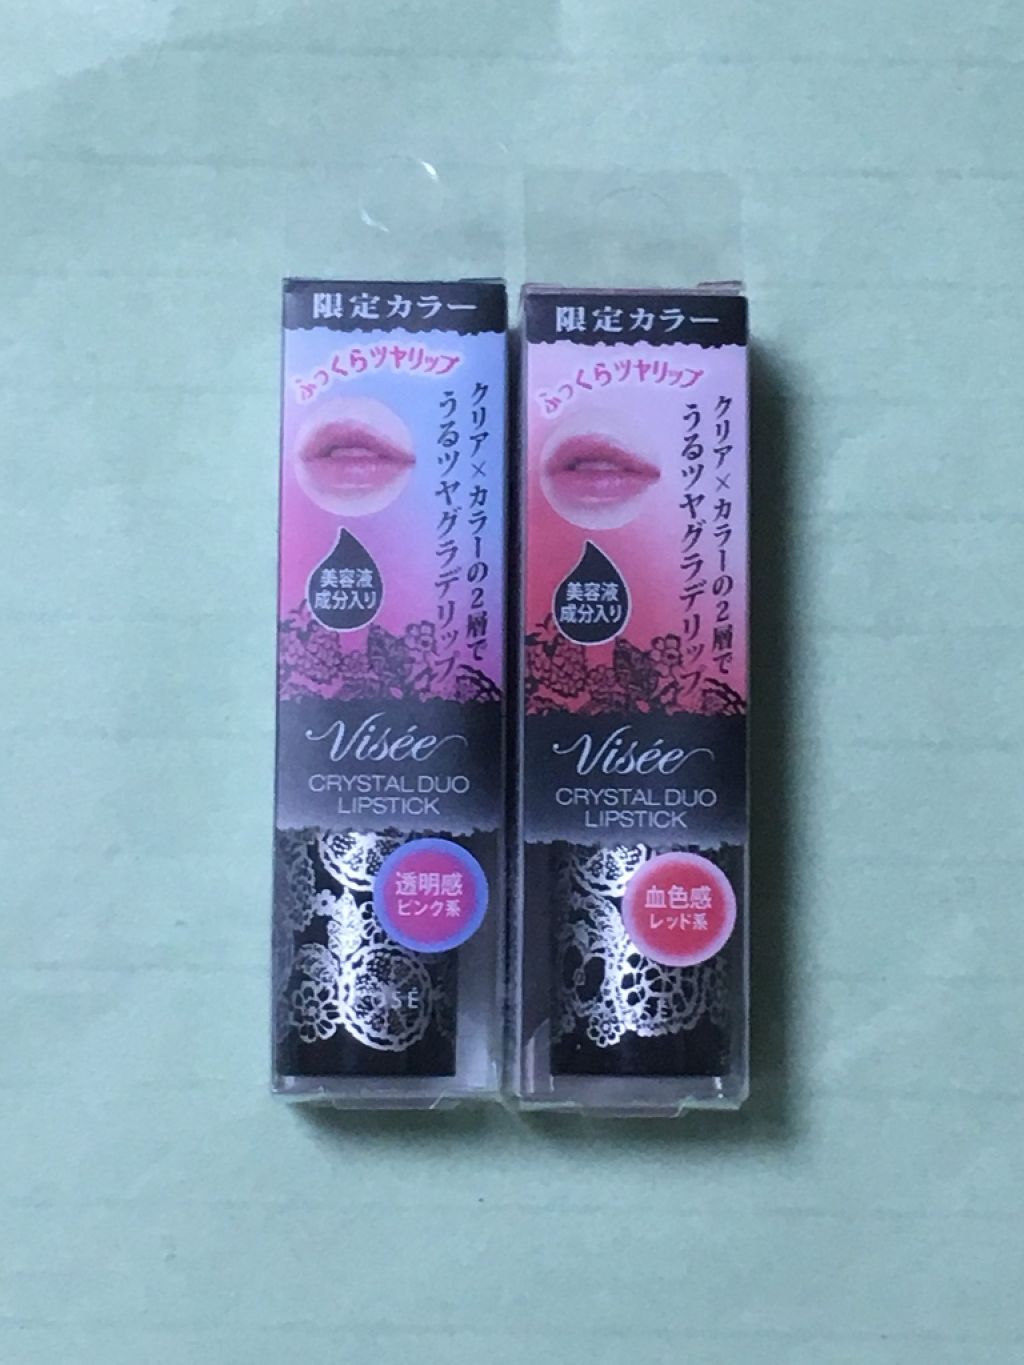 限定カラー
ふっくらツヤリップ
クリア×カラーの2層で
うるツヤグラデリップ
美容液
成分入り
Visée
CRYSTAL DUO
LIPSTICK
透明感
ピンク系
限定カラー
ふっくらツヤリップ
クリア×カラーの2層で
うるツヤグラデリップ
美容液
成分入り
Visée
CRYSTAL DUO
LIPSTICK
血色感
レッド系